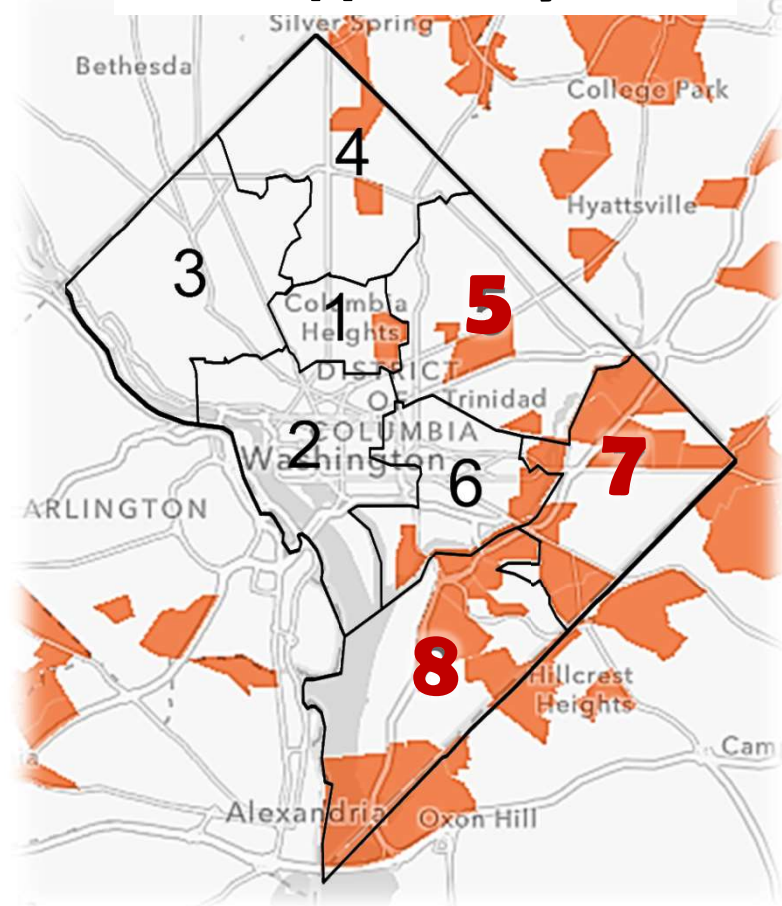 Silver Spring
Bethesda
College Park
4
Hyattsville
3
Columbia
Heights
1
5
DISTRICT
O
Trinidad
COLUMBIA
2
Washington
7
6
ARLINGTON
8
Hillcrest
Heights
Cam
Alexandria
Oxon Hill